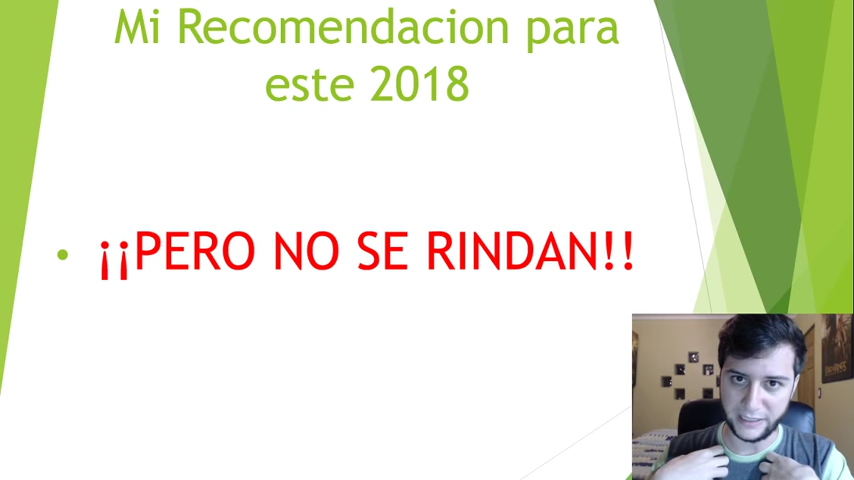 Mi Recomendacion para
este 2018
• ¡¡PERO NO SE RINDAN!!